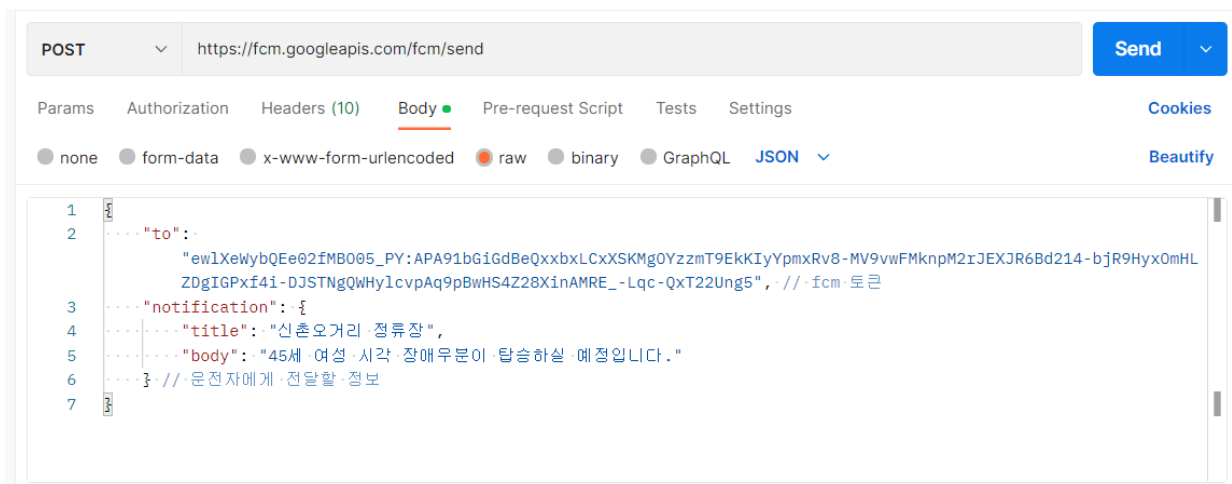 POST https://fcm.googleapis.com/fcm/send Send
Params Authorization Headers (10) Body Pre-request Script Tests Settings Cookies
none form-data x-www-form-urlencoded raw binary GraphQL JSON Beautify
1 {
2 "to":
"ewlXeWybQEe02fMBO05_PY:APA91bGiGdBeQxxbxLCxXSKMgOYzzmT9EkKIyYpmxRv8-MV9vwFMknpM2rJEXJR6Bd214-bjR9HyxOmHL
ZDgIGPxf4i-DJSTNgQWHylcvpAq9pBwHS4Z28XinAMRE_-Lqc-QxT22Ung5", // fcm 토큰
3 "notification": {
4 "title": "신촌오거리 정류장",
5 "body": "45세 여성 시각 장애우분이 탑승하실 예정입니다."
6 } // 운전자에게 전달할 정보
7 }